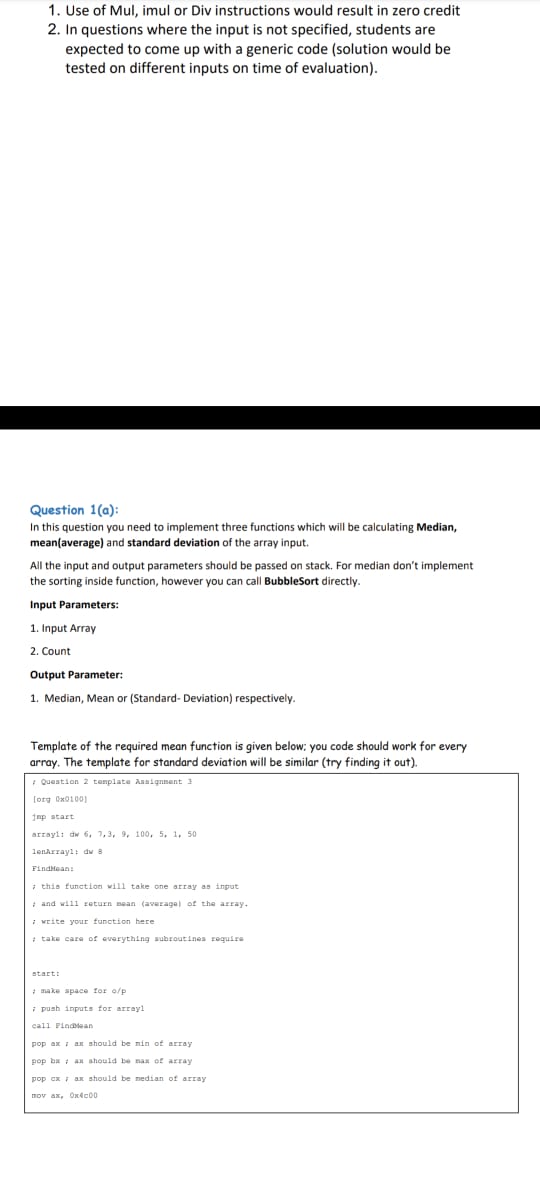 1. Use of Mul, imul or Div instructions would result in zero credit
2. In questions where the input is not specified, students are
expected to come up with a generic code (solution would be
tested on different inputs on time of evaluation).
Question 1(a):
In this question you need to implement three functions which will be calculating Median,
mean(average) and standard deviation of the array input.
All the input and output parameters should be passed on stack. For median don't implement
the sorting inside function, however you can call BubbleSort directly.
Input Parameters:
1. Input Array
2. Count
Output Parameter:
1. Median, Mean or (Standard- Deviation) respectively.
Template of the required mean function is given below; you code should work for every
array. The template for standard deviation will be similar (try finding it out).
; Question 2 template Assignment 3
[org 0x0100]
jmp start
array1: dw 6, 7,3, 9, 100, 5, 1, 50
lenArray1: dw 8
FindMean:
; this function will take one array as input
; and will return mean (average) of the array.
; write your function here
; take care of everything subroutines require
start:
; make space for o/p
; push inputs for array1
call FindMean
pop ax ; ax should be min of array
pop bx ; ax should be max of array
pop cx ; ax should be median of array
mov ax, 0x4c00